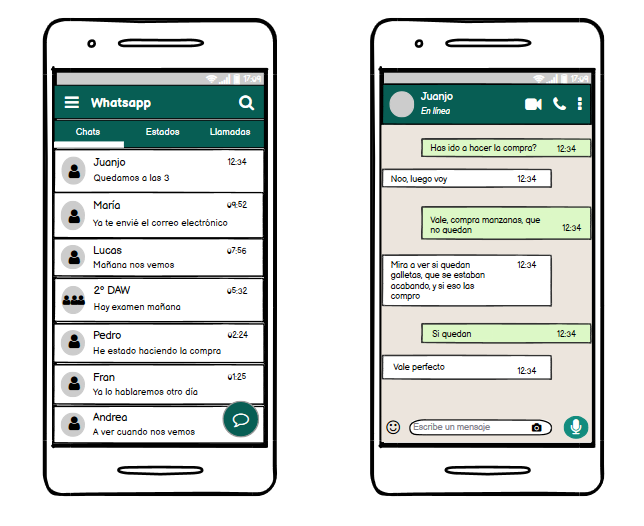 17:04
Whatsapp
Chats Estados Llamadas
Juanjo 12:34
Quedamos a las 3
María 09:52
Ya te envié el correo electrónico
Lucas 07:56
Mañana nos vemos
2º DAW 05:32
Hay examen mañana
Pedro 02:24
He estado haciendo la compra
Fran 01:25
Ya lo hablaremos otro día
Andrea
A ver cuando nos vemos
17:04
Juanjo
En línea
Has ido a hacer la compra? 12:34
Noo, luego voy 12:34
Vale, compra manzanas, que
no quedan 12:34
Mira a ver si quedan 12:34
galletas, que se estaban
acabando, y si eso las
compro
Si quedan 12:34
Vale perfecto 12:34
Escribe un mensaje